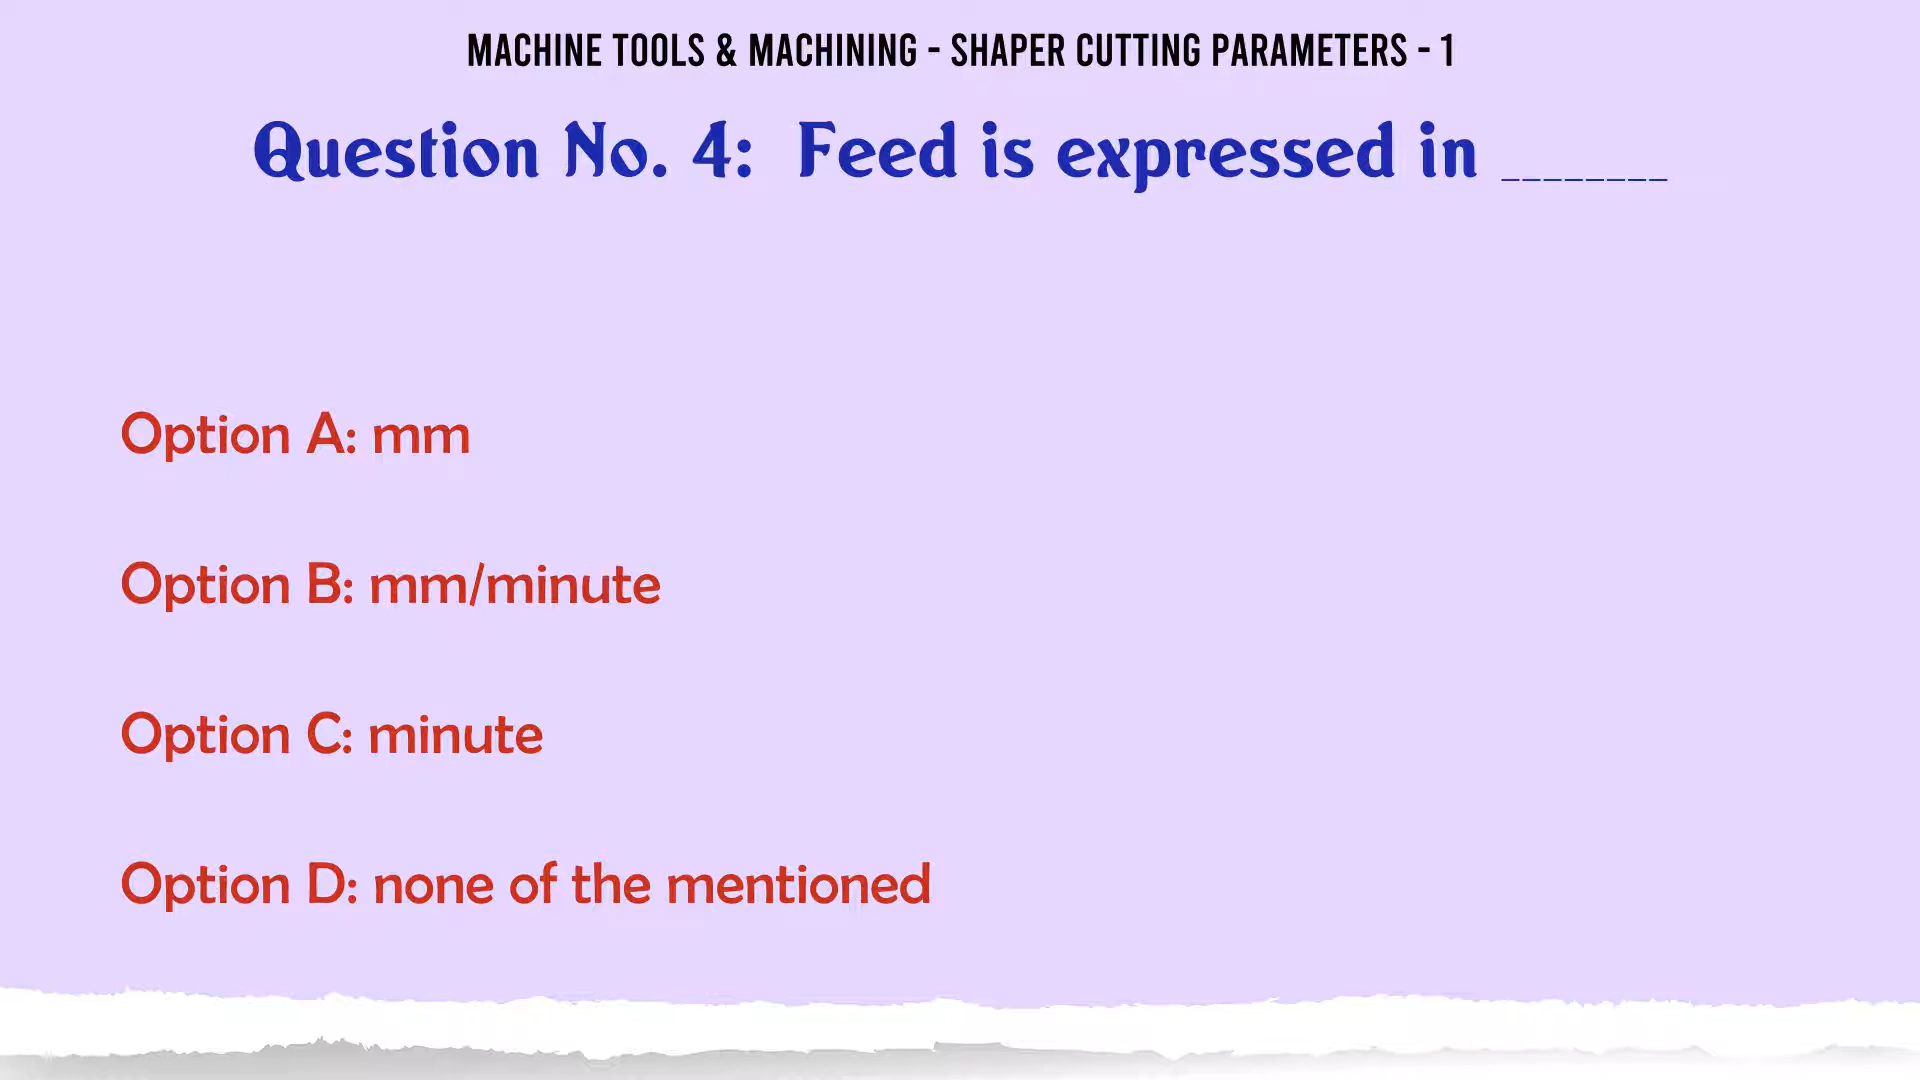 MACHINE TOOLS & MACHINING - SHAPER CUTTING PARAMETERS - 1
Question No. 4: Feed is expressed in ________
Option A: mm
Option B: mm/minute
Option C: minute
Option D: none of the mentioned